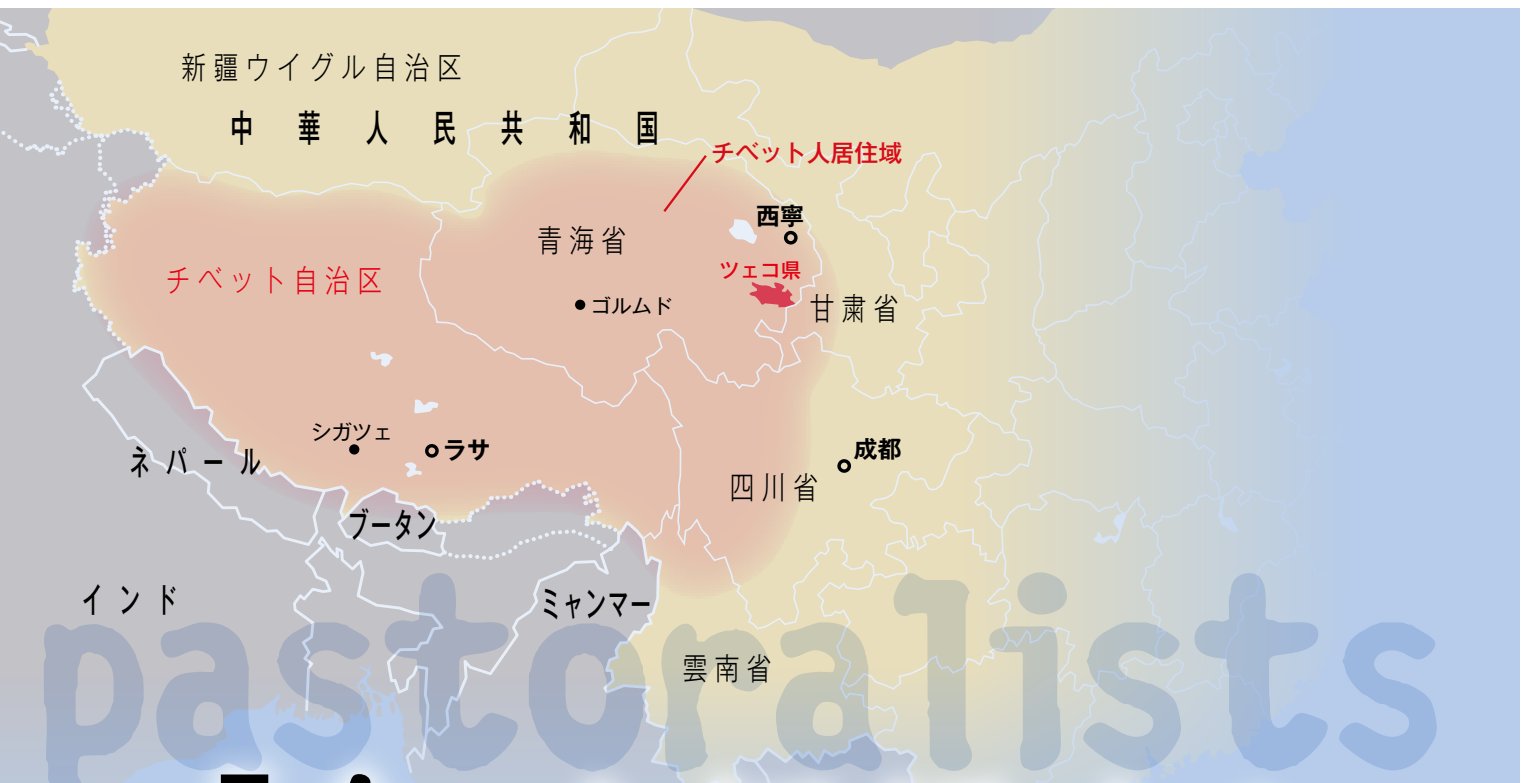 新疆ウイグル自治区
中華人民共和国
チベット人居住域
西寧
青海省
ツェコ県
チベット自治区
ゴルムド
甘粛省
シガツェ
ラサ
成都
ネパール
四川省
ブータン
インド
ミャンマー
pastoralists
雲南省